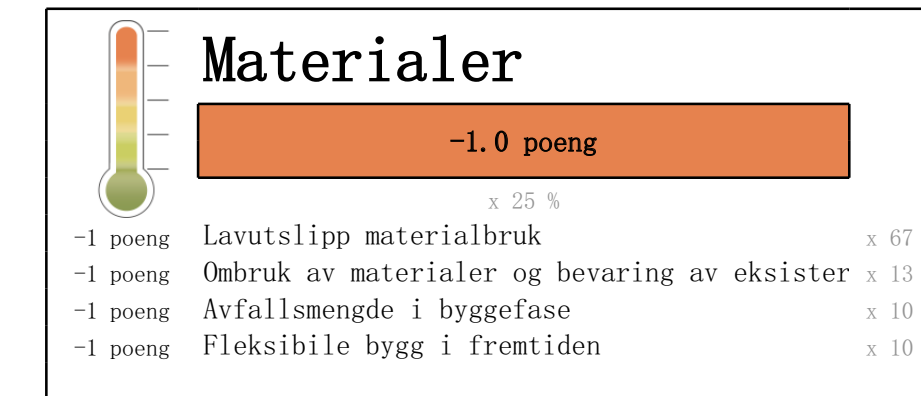 Materialer
-1.0 poeng
x 25 %
-1 poeng Lavutslipp materialbruk x 67
-1 poeng Ombruk av materialer og bevaring av eksister x 13
-1 poeng Avfallsmengde i byggefase x 10
-1 poeng Fleksibile bygg i fremtiden x 10